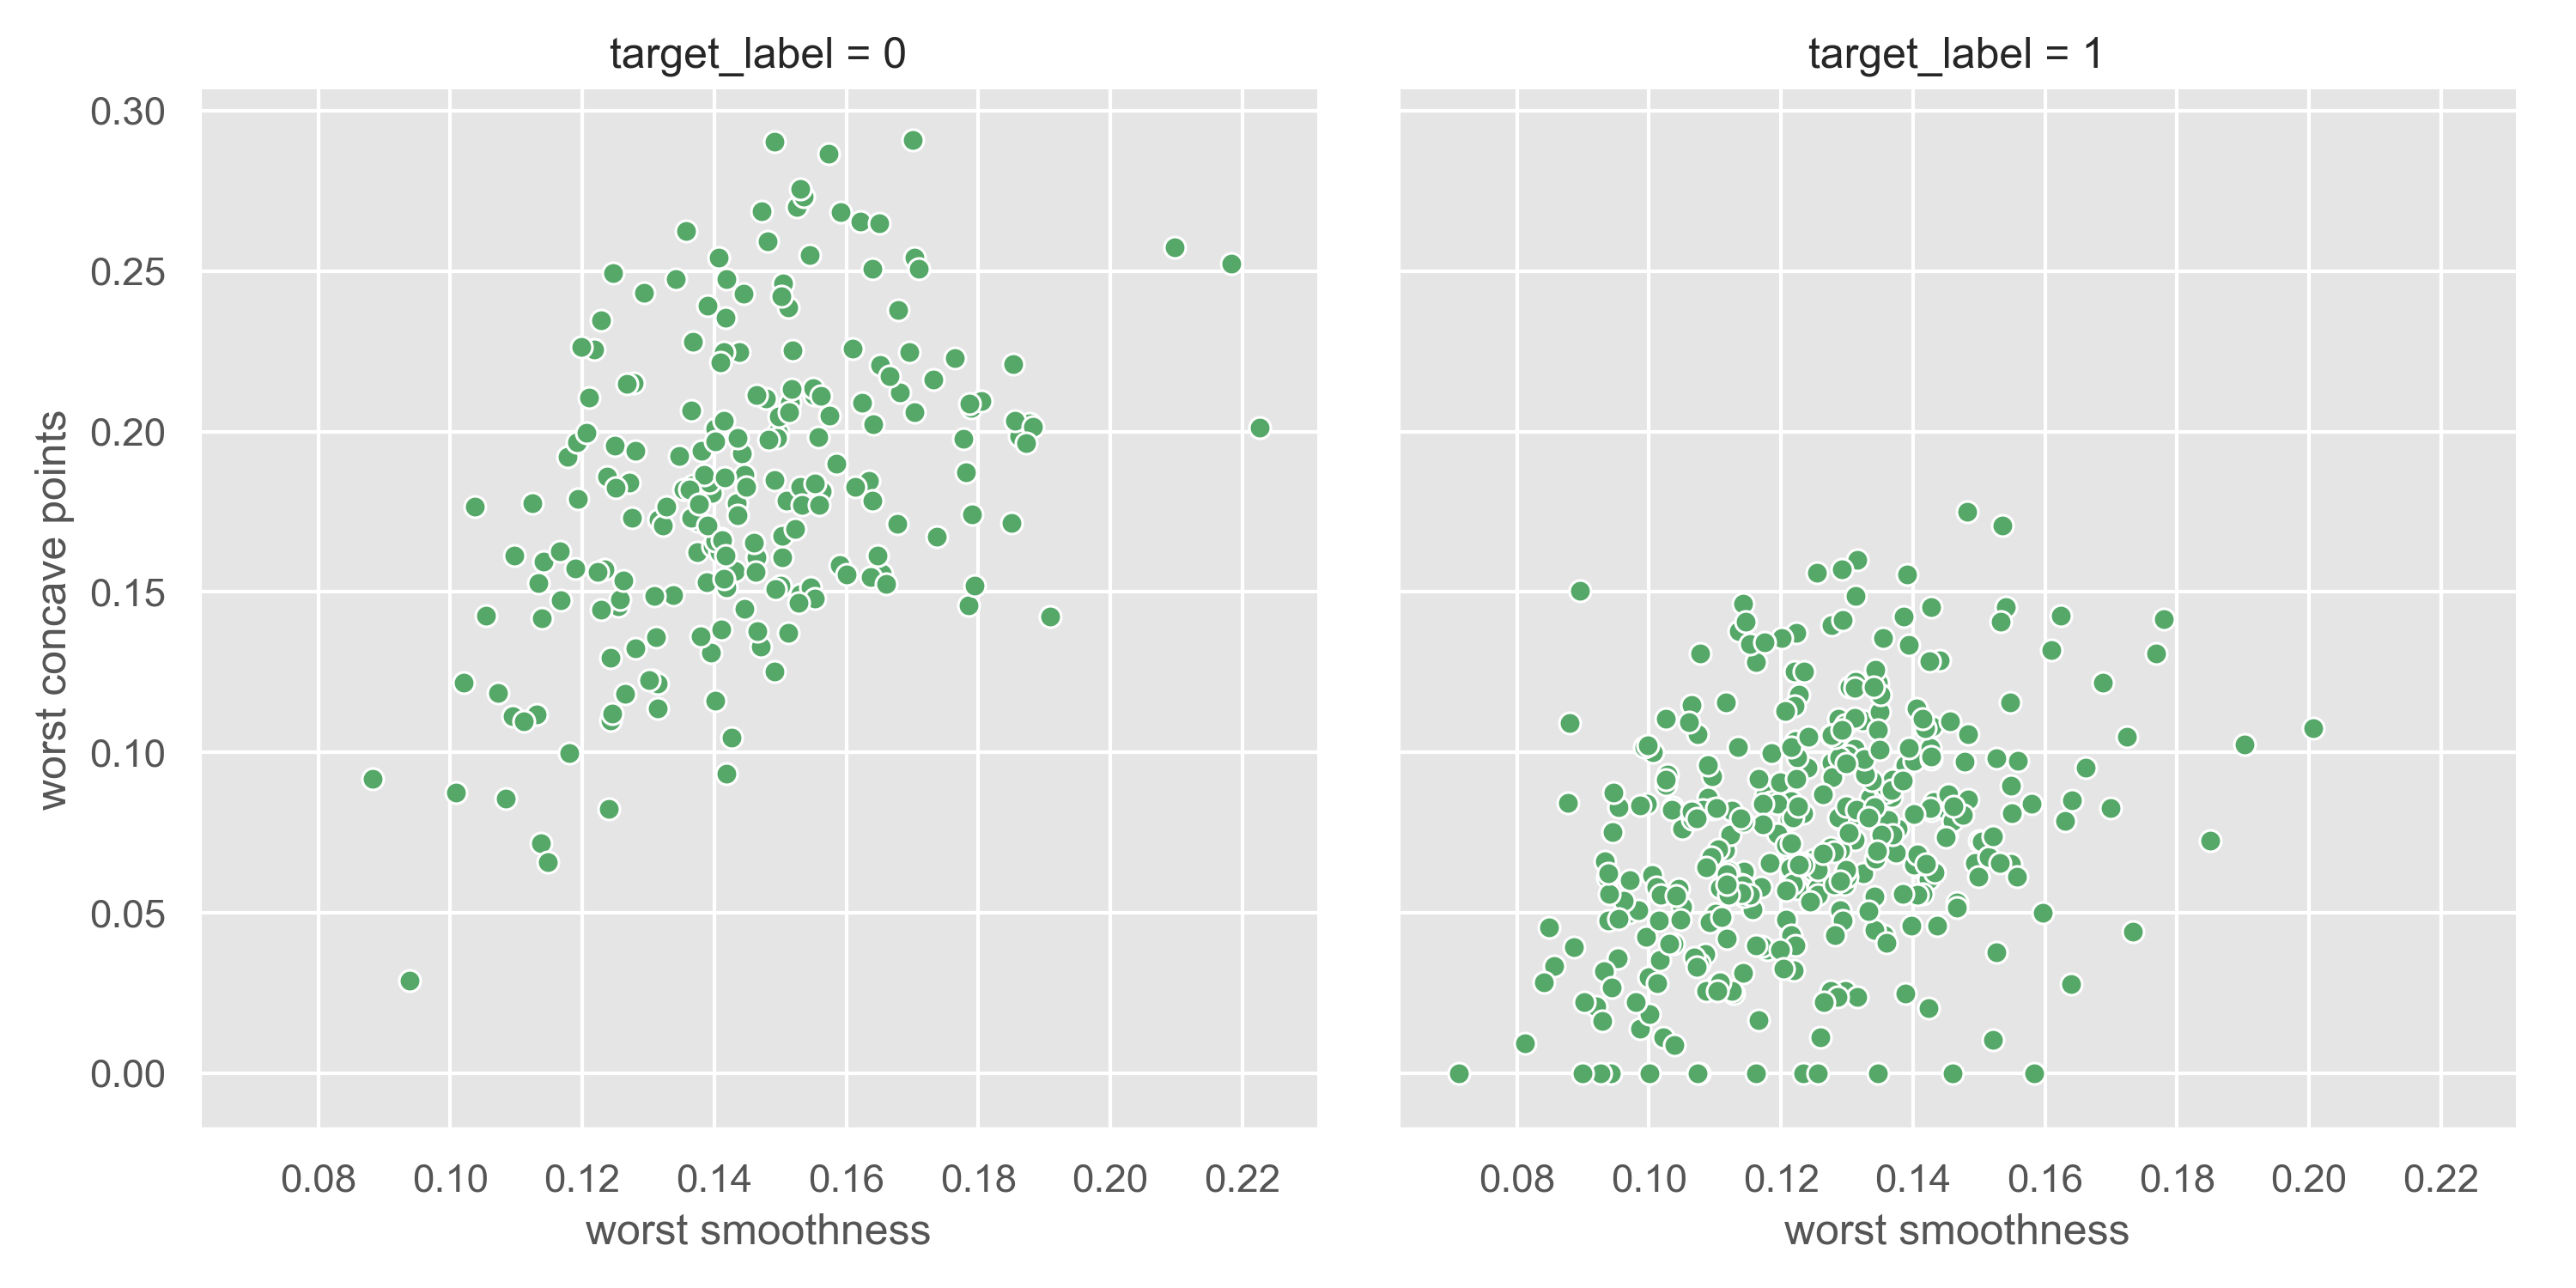 target_label = 0
target_label = 1
0.30
0.25
0.20
0.15
0.10
0.05
0.00
worst concave points
0.08 0.10 0.12 0.14 0.16 0.18 0.20 0.22
0.08 0.10 0.12 0.14 0.16 0.18 0.20 0.22
worst smoothness
worst smoothness